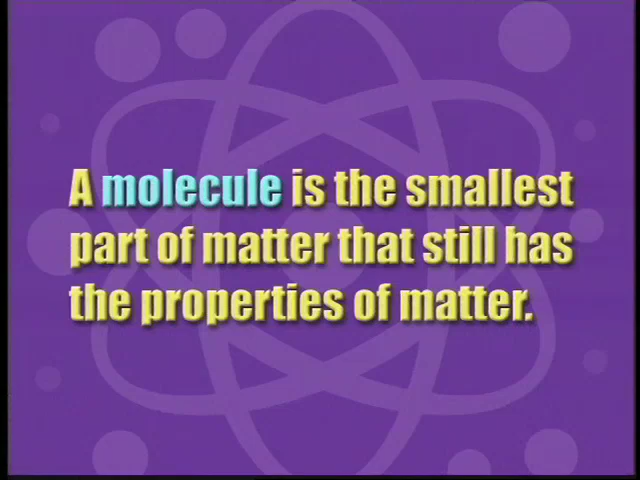 A molecule is the smallest
part of matter that still has
the properties of matter.